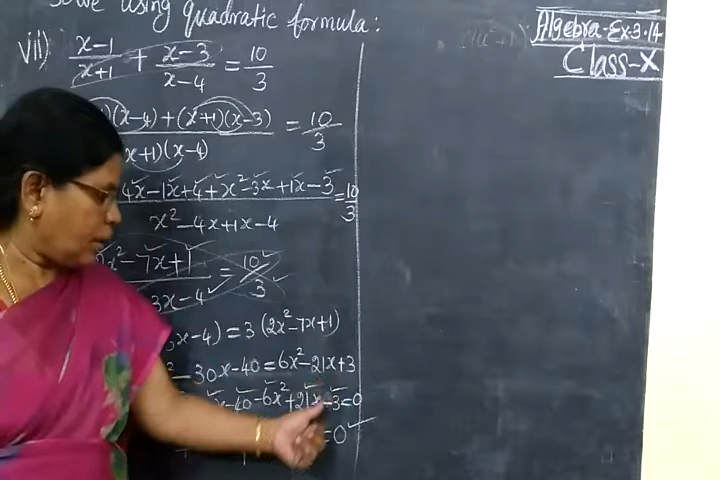 Solve using quadratic formula:
Algebra-Ex-3.14
Class-X
vii) x-1/x+1 + x-3/x-4 = 10/3
)(x-4)+(x+1)(x-3) / x+1)(x-4) = 10/3
4x-1x+4+x²-3x+1x-3 / x²-4x+1x-4 = 10/3
x²-7x+1 / 3x-4 = 10/3
x-4) = 3(2x²-7x+1)
²-30x-40=6x²-21x+3
x-40-6x²+21x-3=0
=0